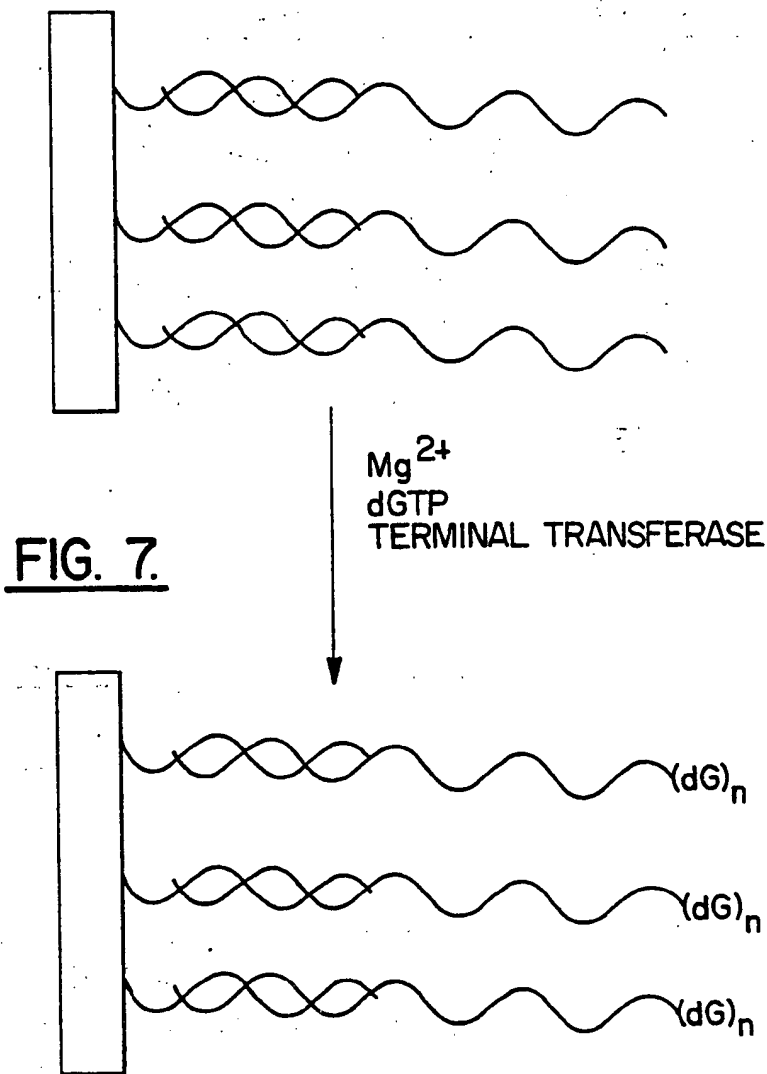 Mg2+
dGTP
TERMINAL TRANSFERASE
FIG. 7.
(dG)n
(dG)n
(dG)n